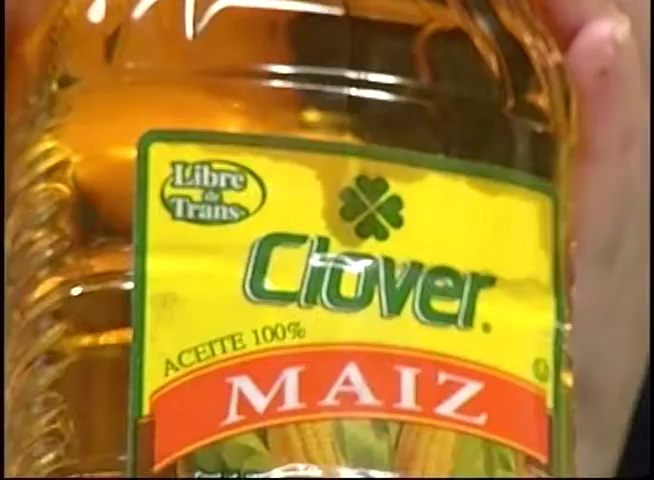 Libre
de
Trans-
Clover.
ACEITE 100%
MAIZ